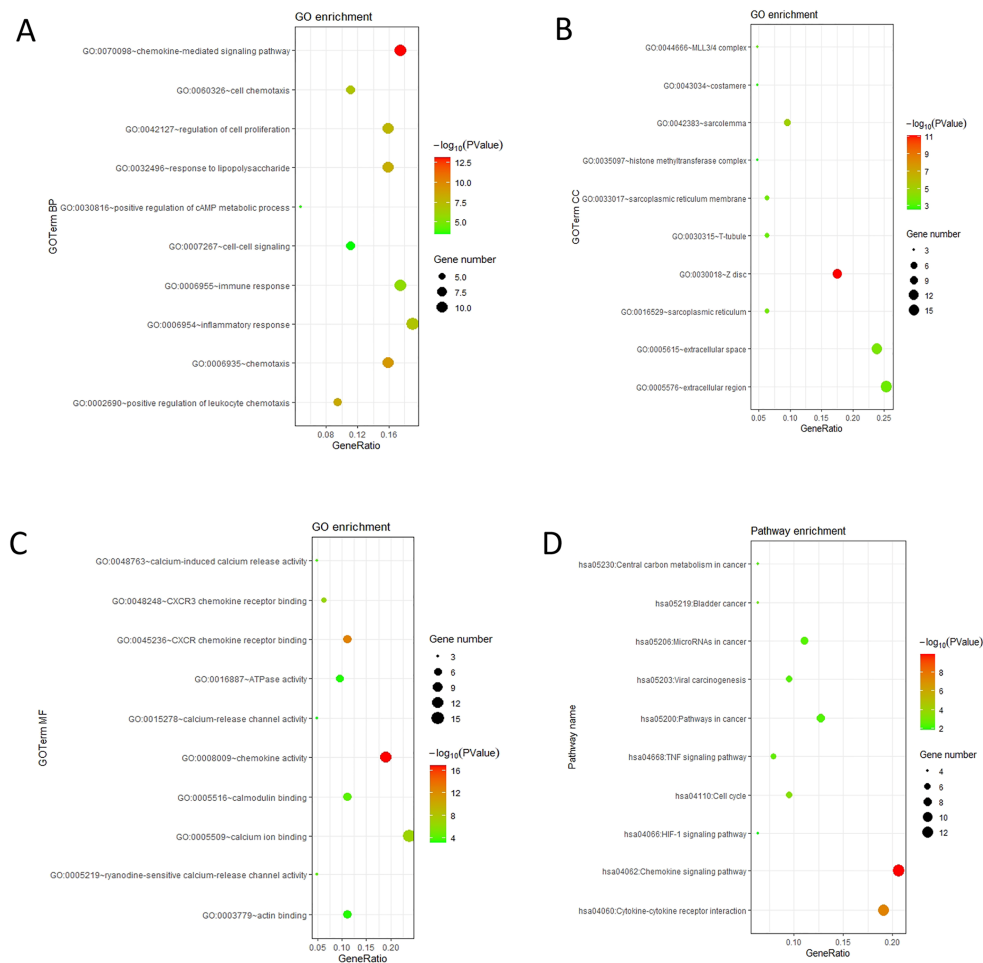 A
GO enrichment
GO:0070098~chemokine-mediated signaling pathway
GO:0060326~cell chemotaxis
GO:0042127~regulation of cell proliferation
GO:0032496~response to lipopolysaccharide
GO:0030816~positive regulation of cAMP metabolic process
GO:0007267~cell-cell signaling
GO:0006955~immune response
GO:0006954~inflammatory response
GO:0006935~chemotaxis
GO:0002690~positive regulation of leukocyte chemotaxis
GOTerm BP
0.08 0.12 0.16
GeneRatio
−log10(PValue)
12.5
10.0
7.5
5.0
Gene number
5.0
7.5
10.0
B
GO enrichment
GO:0044666~MLL3/4 complex
GO:0043034~costamere
GO:0042383~sarcolemma
GO:0035097~histone methyltransferase complex
GO:0033017~sarcoplasmic reticulum membrane
GO:0030315~T-tubule
GO:0030018~Z disc
GO:0016529~sarcoplasmic reticulum
GO:0005615~extracellular space
GO:0005576~extracellular region
GOTerm CC
0.05 0.10 0.15 0.20 0.25
GeneRatio
−log10(PValue)
11
9
7
5
3
Gene number
3
6
9
12
15
C
GO enrichment
GO:0048763~calcium-induced calcium release activity
GO:0048248~CXCR3 chemokine receptor binding
GO:0045236~CXCR chemokine receptor binding
GO:0016887~ATPase activity
GO:0015278~calcium-release channel activity
GO:0008009~chemokine activity
GO:0005516~calmodulin binding
GO:0005509~calcium ion binding
GO:0005219~ryanodine-sensitive calcium-release channel activity
GO:0003779~actin binding
GOTerm MF
0.05 0.10 0.15 0.20
GeneRatio
Gene number
3
6
9
12
15
−log10(PValue)
16
12
8
4
D
Pathway enrichment
hsa05230:Central carbon metabolism in cancer
hsa05219:Bladder cancer
hsa05206:MicroRNAs in cancer
hsa05203:Viral carcinogenesis
hsa05200:Pathways in cancer
hsa04668:TNF signaling pathway
hsa04110:Cell cycle
hsa04066:HIF-1 signaling pathway
hsa04062:Chemokine signaling pathway
hsa04060:Cytokine-cytokine receptor interaction
Pathway name
0.10 0.20
GeneRatio
−log10(PValue)
8
6
4
2
Gene number
4
6
8
10
12